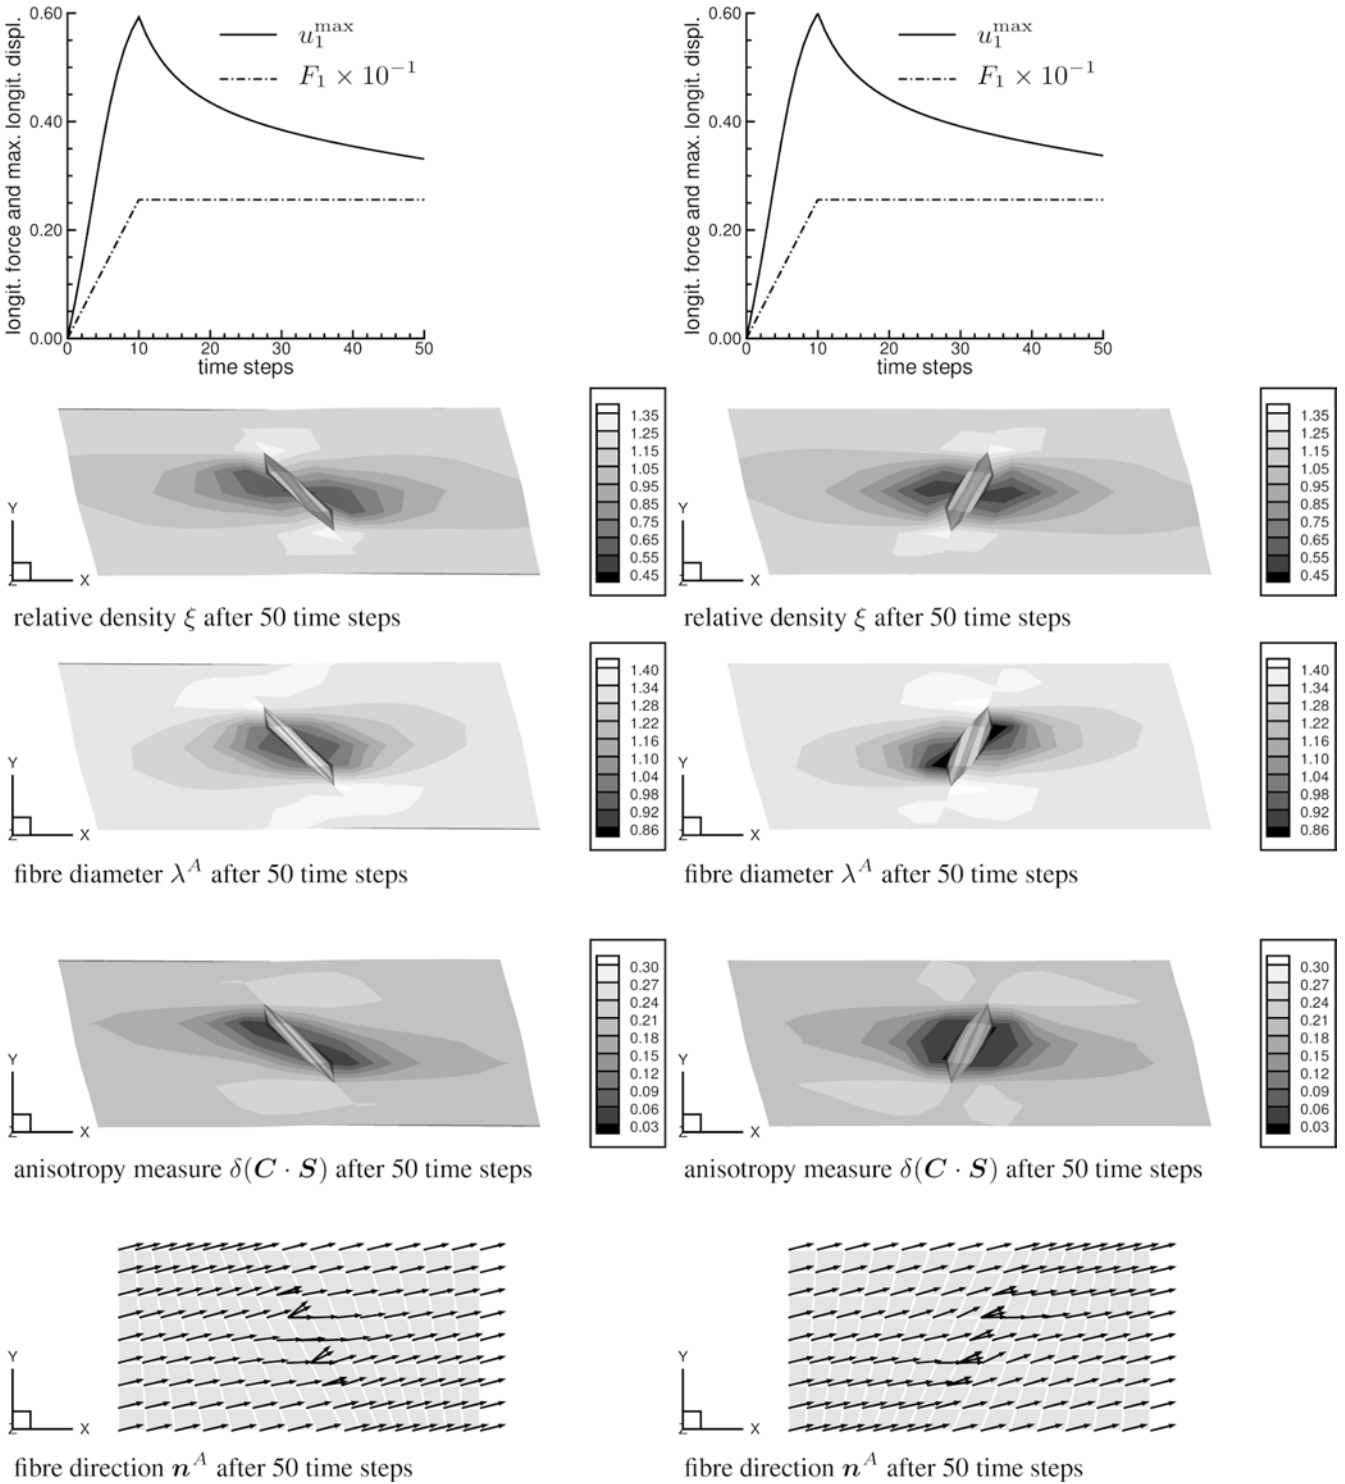 longit. force and max. longit. displ.
0.60
0.40
0.20
0.00
0 10 20 30 40 50
time steps
u₁ᵐᵃˣ
F₁ × 10⁻¹
longit. force and max. longit. displ.
0.60
0.40
0.20
0.00
0 10 20 30 40 50
time steps
u₁ᵐᵃˣ
F₁ × 10⁻¹
Y
Z
X
1.35
1.25
1.15
1.05
0.95
0.85
0.75
0.65
0.55
0.45
relative density ξ after 50 time steps
Y
Z
X
1.35
1.25
1.15
1.05
0.95
0.85
0.75
0.65
0.55
0.45
relative density ξ after 50 time steps
Y
Z
X
1.40
1.34
1.28
1.22
1.16
1.10
1.04
0.98
0.92
0.86
fibre diameter λᴬ after 50 time steps
Y
Z
X
1.40
1.34
1.28
1.22
1.16
1.10
1.04
0.98
0.92
0.86
fibre diameter λᴬ after 50 time steps
Y
Z
X
0.30
0.27
0.24
0.21
0.18
0.15
0.12
0.09
0.06
0.03
anisotropy measure δ(C · S) after 50 time steps
Y
Z
X
0.30
0.27
0.24
0.21
0.18
0.15
0.12
0.09
0.06
0.03
anisotropy measure δ(C · S) after 50 time steps
Y
Z
X
fibre direction nᴬ after 50 time steps
Y
Z
X
fibre direction nᴬ after 50 time steps